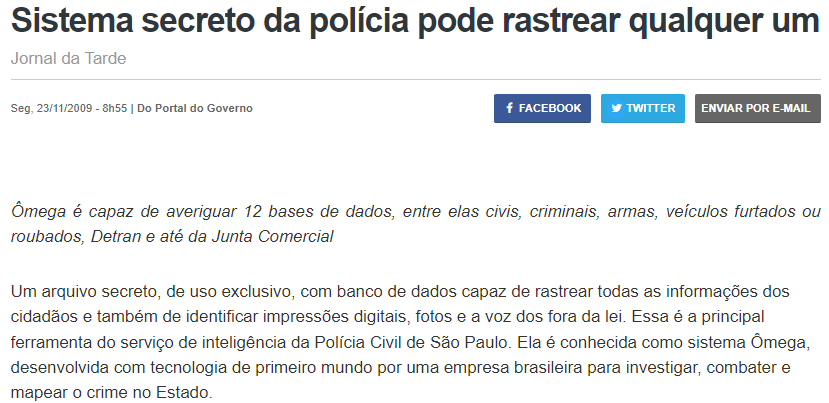 Sistema secreto da polícia pode rastrear qualquer um
Jornal da Tarde
Seg, 23/11/2009 - 8h55 | Do Portal do Governo
FACEBOOK
TWITTER
ENVIAR POR E-MAIL
Ômega é capaz de averiguar 12 bases de dados, entre elas civis, criminais, armas, veículos furtados ou
roubados, Detran e até da Junta Comercial
Um arquivo secreto, de uso exclusivo, com banco de dados capaz de rastrear todas as informações dos
cidadãos e também de identificar impressões digitais, fotos e a voz dos fora da lei. Essa é a principal
ferramenta do serviço de inteligência da Polícia Civil de São Paulo. Ela é conhecida como sistema Ômega,
desenvolvida com tecnologia de primeiro mundo por uma empresa brasileira para investigar, combater e
mapear o crime no Estado.